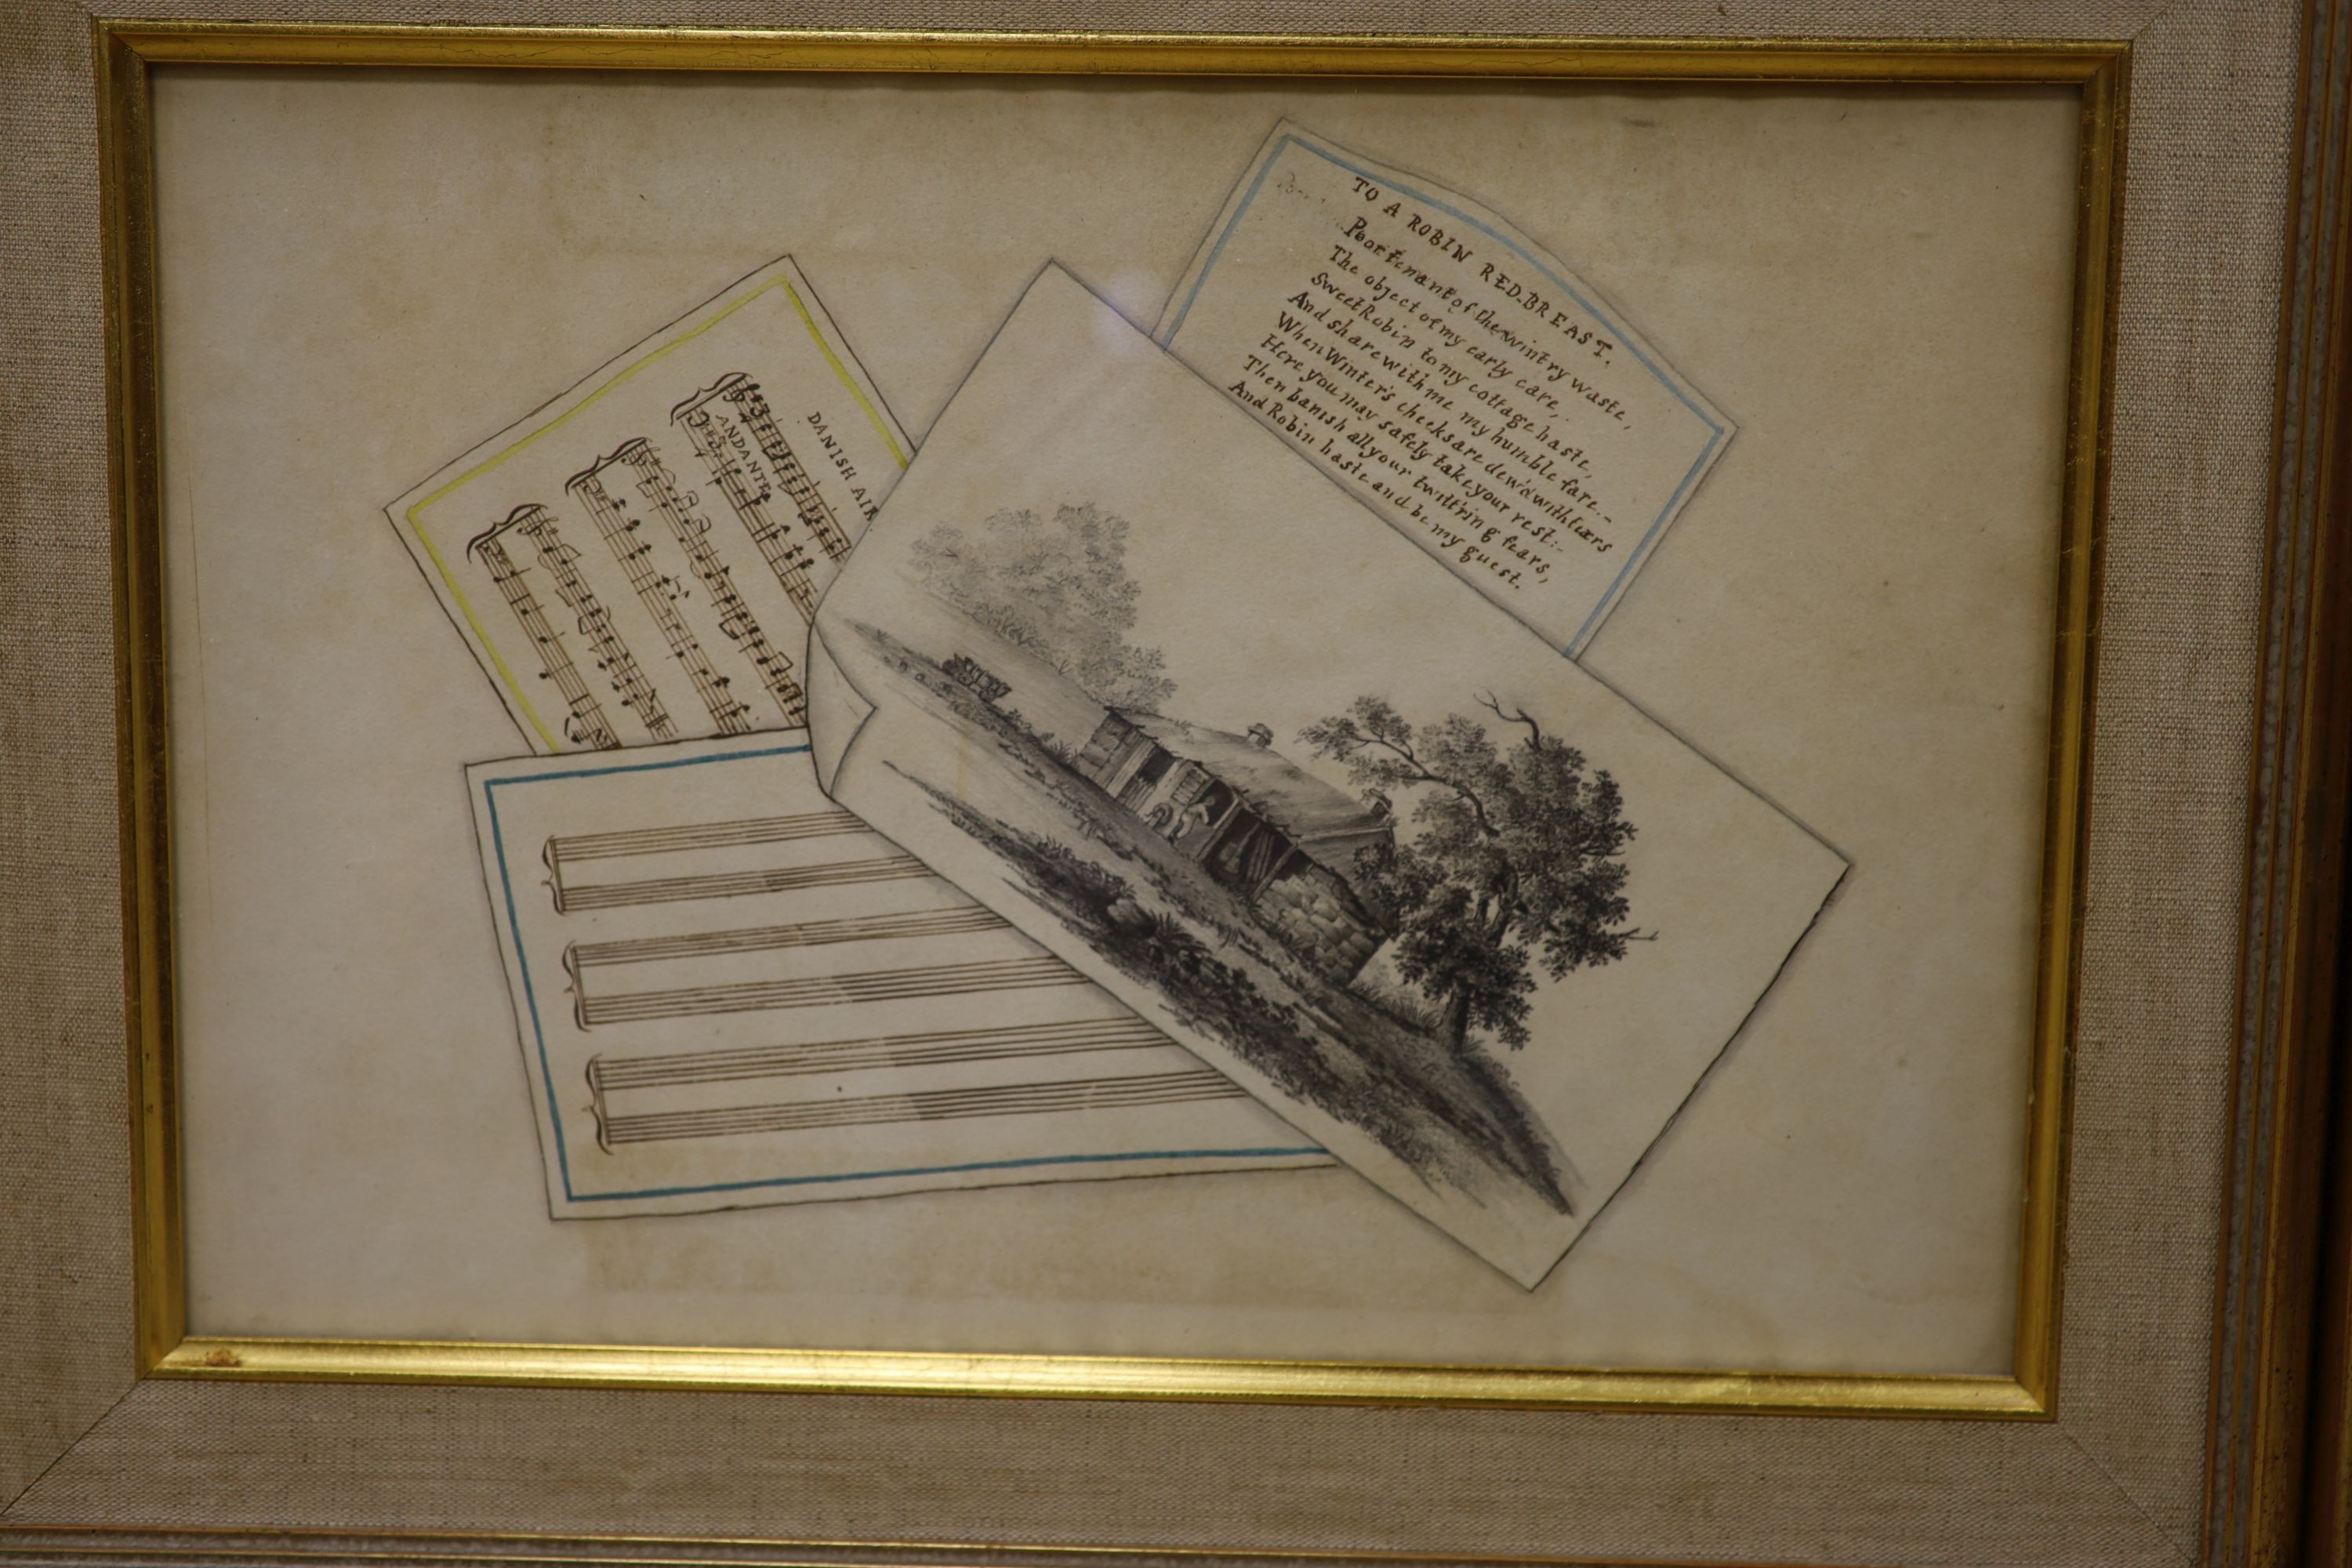 TO A ROBIN RED-BREAST.
Poor tenant of the wintry waste,
The object of my early care,
Sweet Robin to my cottage haste,
And share with me my humble fare.-
When Winter's cheeks are dew'd with tears
Here you may safely take your rest:-
Then banish all your twitt'ring fears,
And Robin haste and be my guest.
DANISH AIR
ANDANTE